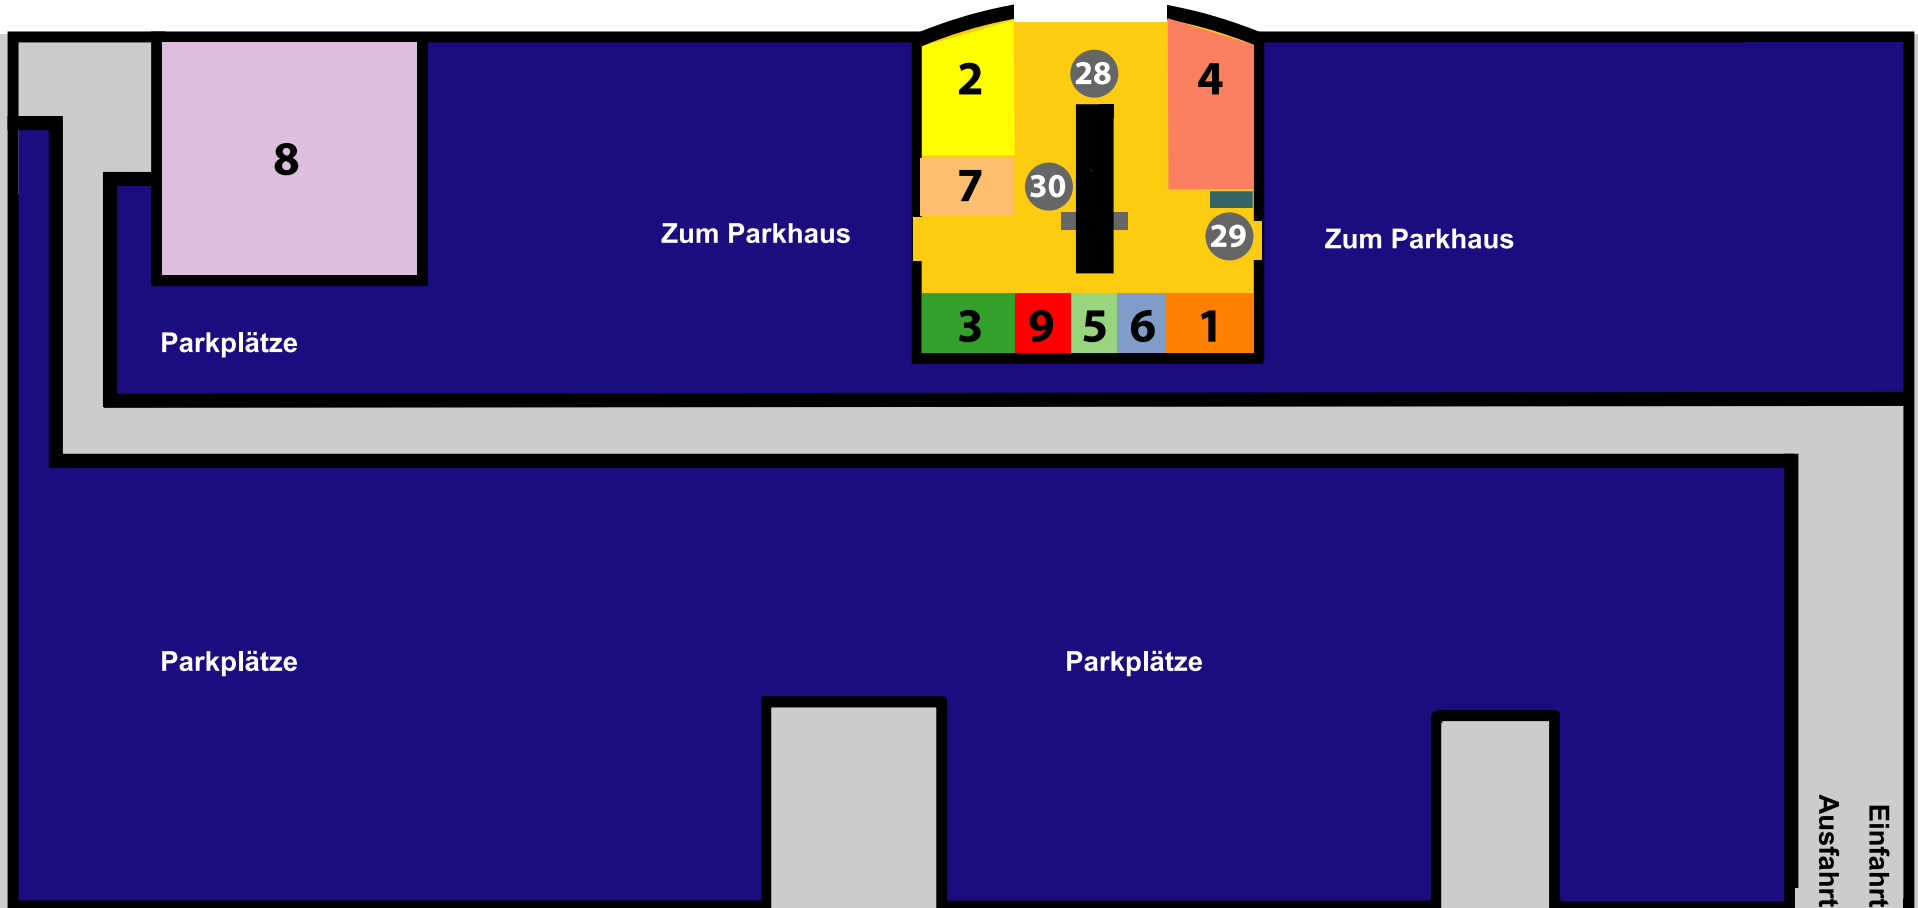 28
2
4
8
7
30
29
Zum Parkhaus
Zum Parkhaus
3 9 5 6 1
Parkplätze
Parkplätze
Parkplätze
Ausfahrt
Einfahrt